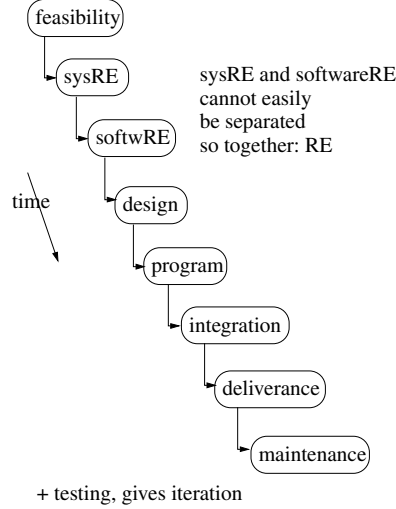 feasibility
sysRE
sysRE and softwareRE
cannot easily
be separated
so together: RE
softwRE
time
design
program
integration
deliverance
maintenance
+ testing, gives iteration